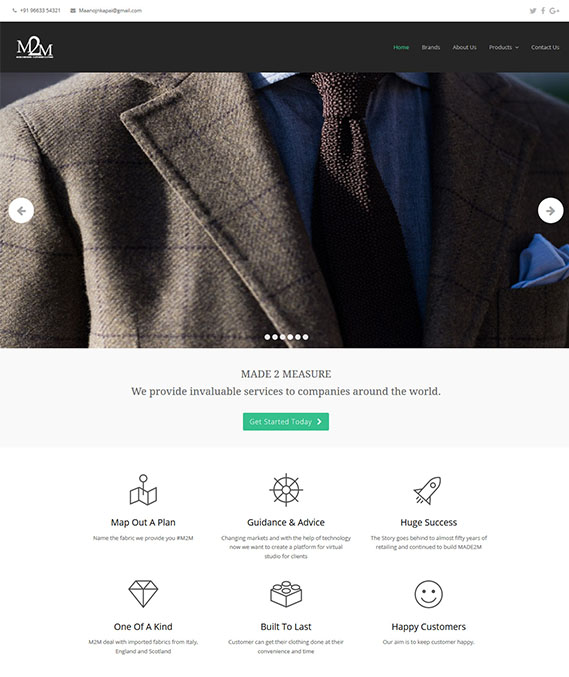 +91 96633 54321 Maanojnkapai@gmail.com
M2M
Home Brands About Us Products Contact Us
MADE 2 MEASURE
We provide invaluable services to companies around the world.
Get Started Today
Map Out A Plan
Name the fabric we provide you #M2M
Guidance & Advice
Changing markets and with the help of technology
now we want to create a platform for virtual
studio for clients
Huge Success
The Story goes behind to almost fifty years of
retailing and continued to build MADE2M
One Of A Kind
M2M deal with imported fabrics from Italy,
England and Scotland
Built To Last
Customer can get their clothing done at their
convenience and time
Happy Customers
Our aim is to keep customer happy.